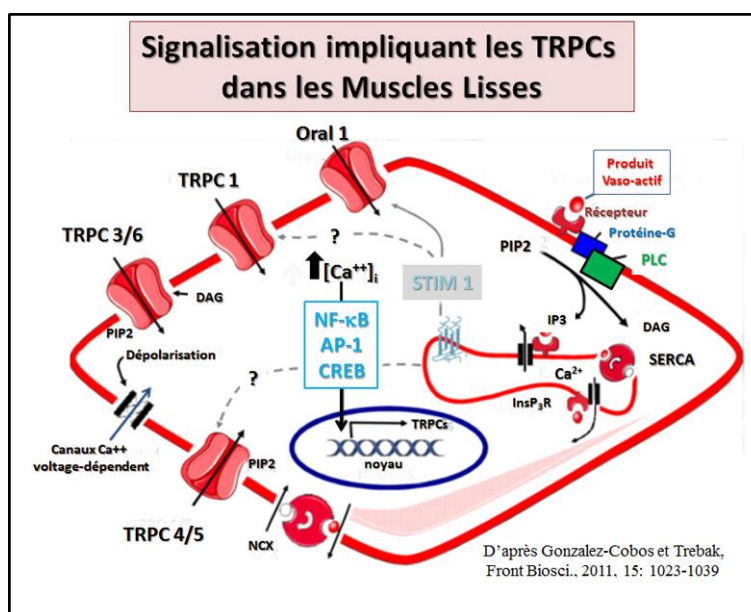 Signalisation impliquant les TRPCs
dans les Muscles Lisses
Oral 1
TRPC 1
TRPC 3/6
DAG
PIP2
Dépolarisation
Canaux Ca++
voltage-dépendent
?
[Ca⁺⁺]i
NF-κB
AP-1
CREB
STIM 1
?
TRPCs
noyau
TRPC 4/5
PIP2
NCX
Produit
Vaso-actif
Récepteur
Protéine-G
PLC
PIP2
IP3
DAG
SERCA
Ca²⁺
InsP₃R
D'après Gonzalez-Cobos et Trebak,
Front Biosci., 2011, 15: 1023-1039